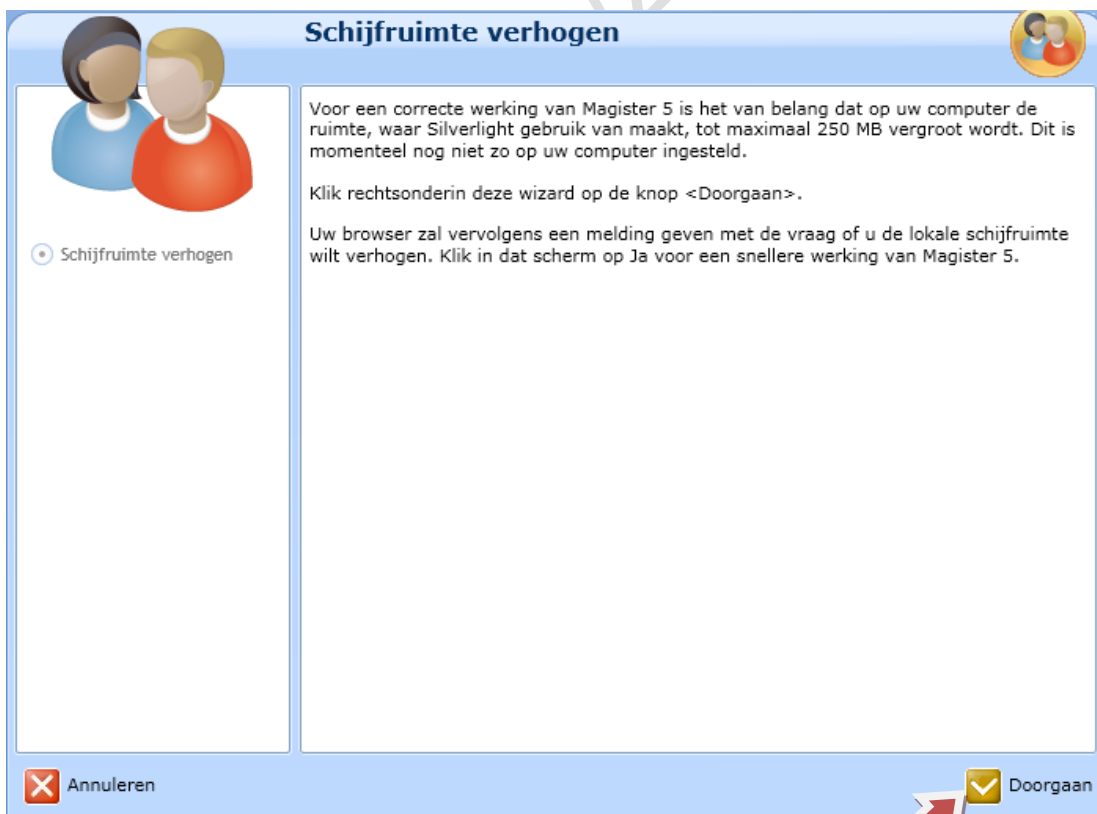 Schijfruimte verhogen
Voor een correcte werking van Magister 5 is het van belang dat op uw computer de
ruimte, waar Silverlight gebruik van maakt, tot maximaal 250 MB vergroot wordt. Dit is
momenteel nog niet zo op uw computer ingesteld.
Klik rechtsonderin deze wizard op de knop <Doorgaan>.
Uw browser zal vervolgens een melding geven met de vraag of u de lokale schijfruimte
wilt verhogen. Klik in dat scherm op Ja voor een snellere werking van Magister 5.
Schijfruimte verhogen
Annuleren
Doorgaan